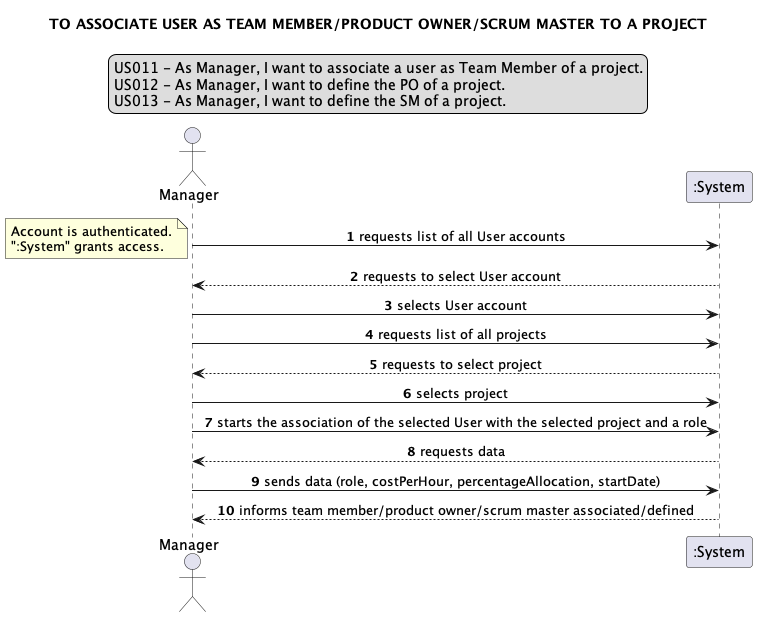 TO ASSOCIATE USER AS TEAM MEMBER/PRODUCT OWNER/SCRUM MASTER TO A PROJECT
US011 – As Manager, I want to associate a user as Team Member of a project.
US012 – As Manager, I want to define the PO of a project.
US013 – As Manager, I want to define the SM of a project.
Manager
:System
Account is authenticated.
":System" grants access.
1 requests list of all User accounts
2 requests to select User account
3 selects User account
4 requests list of all projects
5 requests to select project
6 selects project
7 starts the association of the selected User with the selected project and a role
8 requests data
9 sends data (role, costPerHour, percentageAllocation, startDate)
10 informs team member/product owner/scrum master associated/defined
Manager
:System